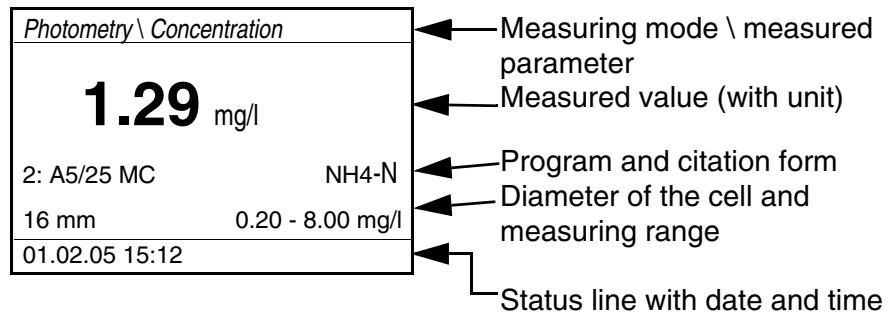 Photometry \ Concentration
1.29 mg/l
2: A5/25 MC NH4-N
16 mm 0.20 - 8.00 mg/l
01.02.05 15:12
Measuring mode \ measured
parameter
Measured value (with unit)
Program and citation form
Diameter of the cell and
measuring range
Status line with date and time